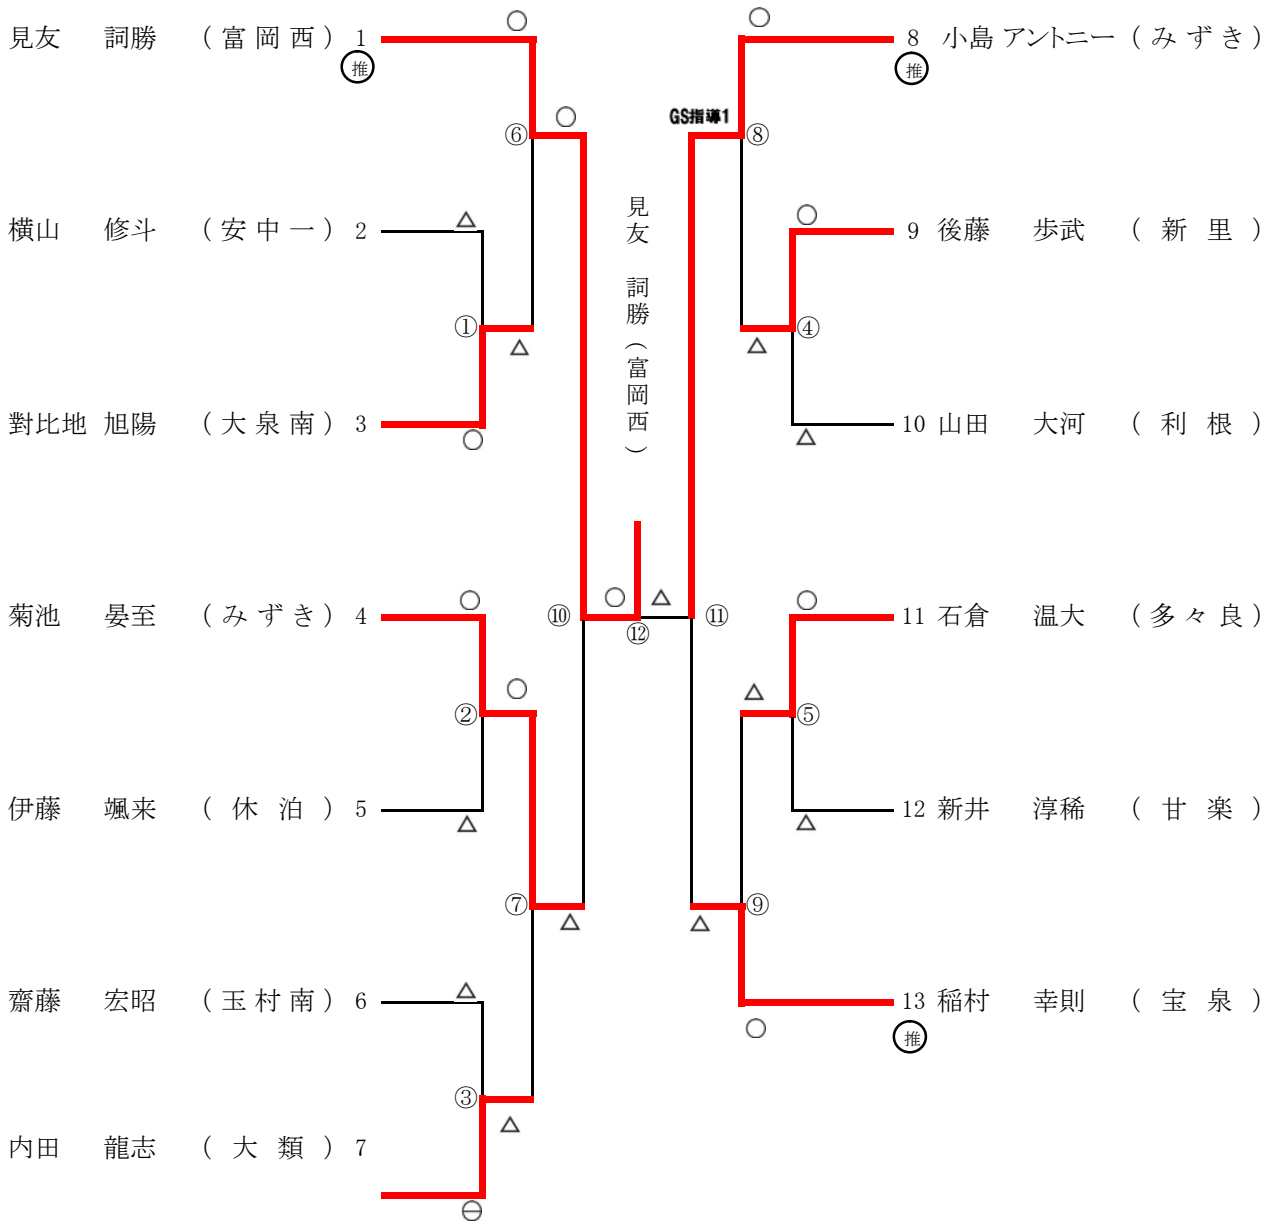 見友 詞勝 (富岡西) 1
推
横山 修斗 (安中一) 2
對比地 旭陽 (大泉南) 3
菊池 晏至 (みずき) 4
伊藤 颯来 (休泊) 5
齋藤 宏昭 (玉村南) 6
内田 龍志 (大類) 7
⑥
①
②
⑦
③
⑩
⑫
⑪
見友 詞勝(富岡西)
GS指導1
⑧
④
⑤
⑨
8 小島 アントニー (みずき)
推
9 後藤 歩武 (新里)
10 山田 大河 (利根)
11 石倉 温大 (多々良)
12 新井 淳稀 (甘楽)
13 稲村 幸則 (宝泉)
推